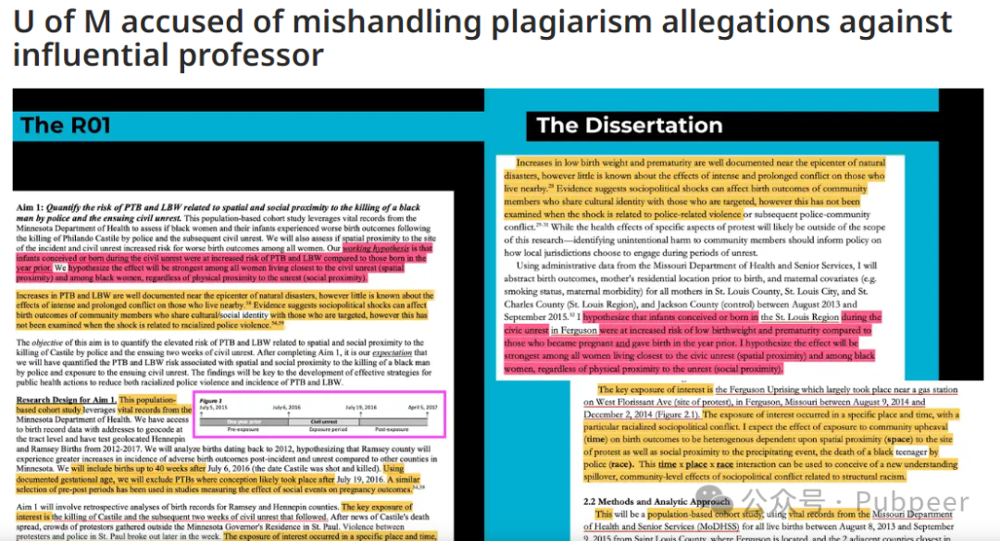 U of M accused of mishandling plagiarism allegations against
influential professor
The R01
Aim 1: Quantify the risk of PTB and LBW related to spatial and social proximity to the killing of a black
man by police and the ensuing civil unrest. This population-based cohort study leverages vital records from the
Minnesota Department of Health to assess if black women and their infants experienced worse birth outcomes following
the killing of Philando Castile by police and the subsequent civil unrest. We will also assess if spatial proximity to the site
of the incident and civil unrest increased risk for worse birth outcomes among all women. Our working hypothesis is that
infants conceived or born during the civil unrest were at increased risk of PTB and LBW compared to those born in the
year prior. We hypothesize the effect will be strongest among all women living closest to the civil unrest (spatial
proximity) and among black women, regardless of physical proximity to the unrest (social proximity).
Increases in PTB and LBW are well documented near the epicenter of natural disasters, however little is known about the
effects of intense and prolonged conflict on those who live nearby. Evidence suggests sociopolitical shocks can affect
birth outcomes of community members who share cultural/social identity with those who are targeted, however this has
not been examined when the shock is related to racialized police violence.
The objective of this aim is to quantify the elevated risk of PTB and LBW related to spatial and social proximity to the
killing of Castile by police and the ensuing two weeks of civil unrest. After completing Aim 1, it is our expectation that
we will have quantified the PTB and LBW risk associated with spatial and social proximity to the killing of a black man
by police and exposure to the ensuing civil unrest. The findings will be key to the development of effective strategies for
public health actions to reduce both racialized police violence and incidence of PTB and LBW.
Research Design for Aim 1. This population-
based cohort study leverages vital records from the
Minnesota Department of Health. We have access
to birth record data with addresses to geocode at
the tract level and have test geolocated Hennepin
Figure 3
July 5, 2015 July 6, 2016 July 19, 2016 April 5, 2017
One year prior Civil unrest
Pre-exposure Exposure period Post-exposure
and Ramsey Births from 2012-2017. We will analyze births dating back to 2012, hypothesizing that Ramsey county will
experience greater increases in incidence of adverse birth outcomes post-incident and unrest compared to other counties in
Minnesota. We will include births up to 40 weeks after July 6, 2016 (the date Castile was shot and killed). Using
documented gestational age, we will exclude PTBs where conception likely took place after July 19, 2016. A similar
selection of pre-post periods has been used in studies measuring the effect of social events on pregnancy outcomes.
Aim 1 will involve retrospective analyses of birth records for Ramsey and Hennepin counties. The key exposure of
interest is the killing of Castile and the subsequent two weeks of civil unrest that followed. After news of Castile's death
spread, crowds of protestors gathered outside the Minnesota Governor's Residence in St. Paul. Violence between
protesters and police in St Paul broke out later in the week. The exposure of interest occurred in a specific time and place,
The Dissertation
Increases in low birth weight and prematurity are well documented near the epicenter of natural
disasters, however little is known about the effects of intense and prolonged conflict on those who
live nearby.28 Evidence suggests sociopolitical shocks can affect birth outcomes of community
members who share cultural identity with those who are targeted, however this has not been
examined when the shock is related to police-related violence or subsequent police-community
conflict.29-31 While the health effects of specific aspects of protest will likely be outside of the scope
of this research—identifying unintentional harm to community members should inform policy on
how local jurisdictions choose to engage during periods of unrest.
Using administrative data from the Missouri Department of Health and Senior Services, I will
abstract birth outcomes, mother's residential location prior to birth, and maternal covariates (e.g.
smoking status, maternal morbidity) for all mothers in St. Louis County, St. Louis City, and St.
Charles County (St. Louis Region), and Jackson County (control) between August 2013 and
September 2015.32 I hypothesize that infants conceived or born in the St. Louis Region during the
civic unrest in Ferguson were at increased risk of low birthweight and prematurity compared to
those who became pregnant and gave birth in the year prior. I hypothesize the effect will be
strongest among all women living closest to the civic unrest (spatial proximity) and among black
women, regardless of physical proximity to the unrest (social proximity).
The key exposure of interest is the Ferguson Uprising which largely took place near a gas station
on West Florissant Ave (site of protest), in Ferguson, Missouri between August 9, 2014 and
December 2, 2014 (Figure 2.1). The exposure of interest occurred in a specific time and place, with a
particular racialized sociopolitical conflict. I expect the effect of exposure to community upheaval
(time) on birth outcomes to be heterogenous dependent upon spatial proximity (space) to the site
of protest as well as social proximity to the precipitating event, the death of a black teenager by
police (race). This time x place x race interaction can be used to conceive of a new understanding
spillover, community-level effects of sociopolitical conflict related to structural racism.
2.2 Methods and Analytic Approach
This will be a population-based cohort study, using vital records from the Missouri Department
of Health and Senior Services (MoDHSS) for all live births between August 8, 2013 and September
9, 2015 from Saint Louis County, where Ferguson is located, and the 2 adjacent counties closest in
公众号 · Pubpeer